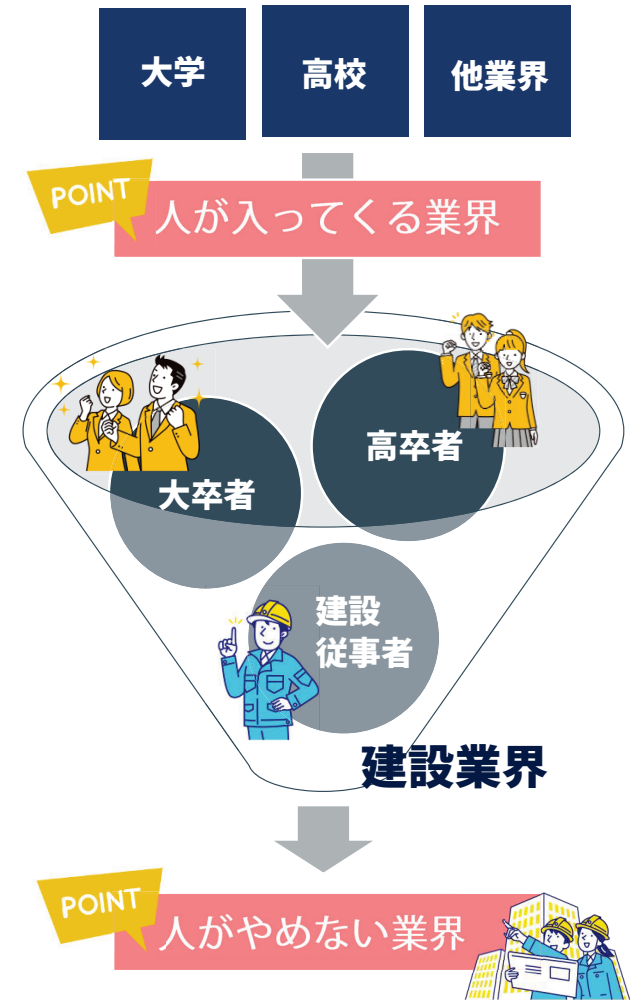 大学
高校
他業界
POINT
人が入ってくる業界
高卒者
大卒者
建設
従事者
建設業界
POINT
人がやめない業界